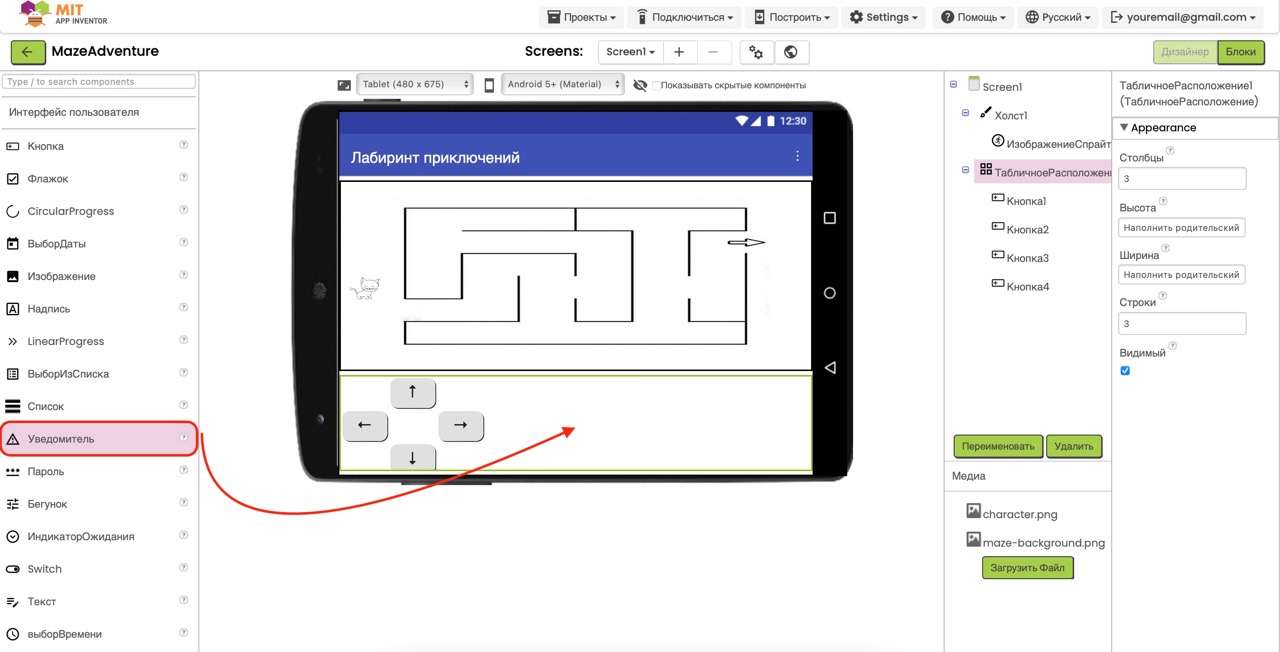 MIT
APP INVENTOR
Проекты
Подключиться
Построить
Settings
Помощь
Русский
youremail@gmail.com
MazeAdventure
Screens:
Screen1
Дизайнер
Блоки
Type / to search components
Интерфейс пользователя
Кнопка
Флажок
CircularProgress
ВыборДаты
Изображение
Надпись
LinearProgress
ВыборИзСписка
Список
Уведомитель
Пароль
Бегунок
ИндикаторОжидания
Switch
Текст
выборВремени
Tablet (480 x 675)
Android 5+ (Material)
Показывать скрытые компоненты
12:30
Лабиринт приключений
Screen1
Холст1
ИзображениеСпрайт
ТабличноеРасположен
Кнопка1
Кнопка2
Кнопка3
Кнопка4
Переименовать
Удалить
Медиа
character.png
maze-background.png
Загрузить Файл
ТабличноеРасположение1
(ТабличноеРасположение)
Appearance
Столбцы
3
Высота
Наполнить родительский
Ширина
Наполнить родительский
Строки
3
Видимый